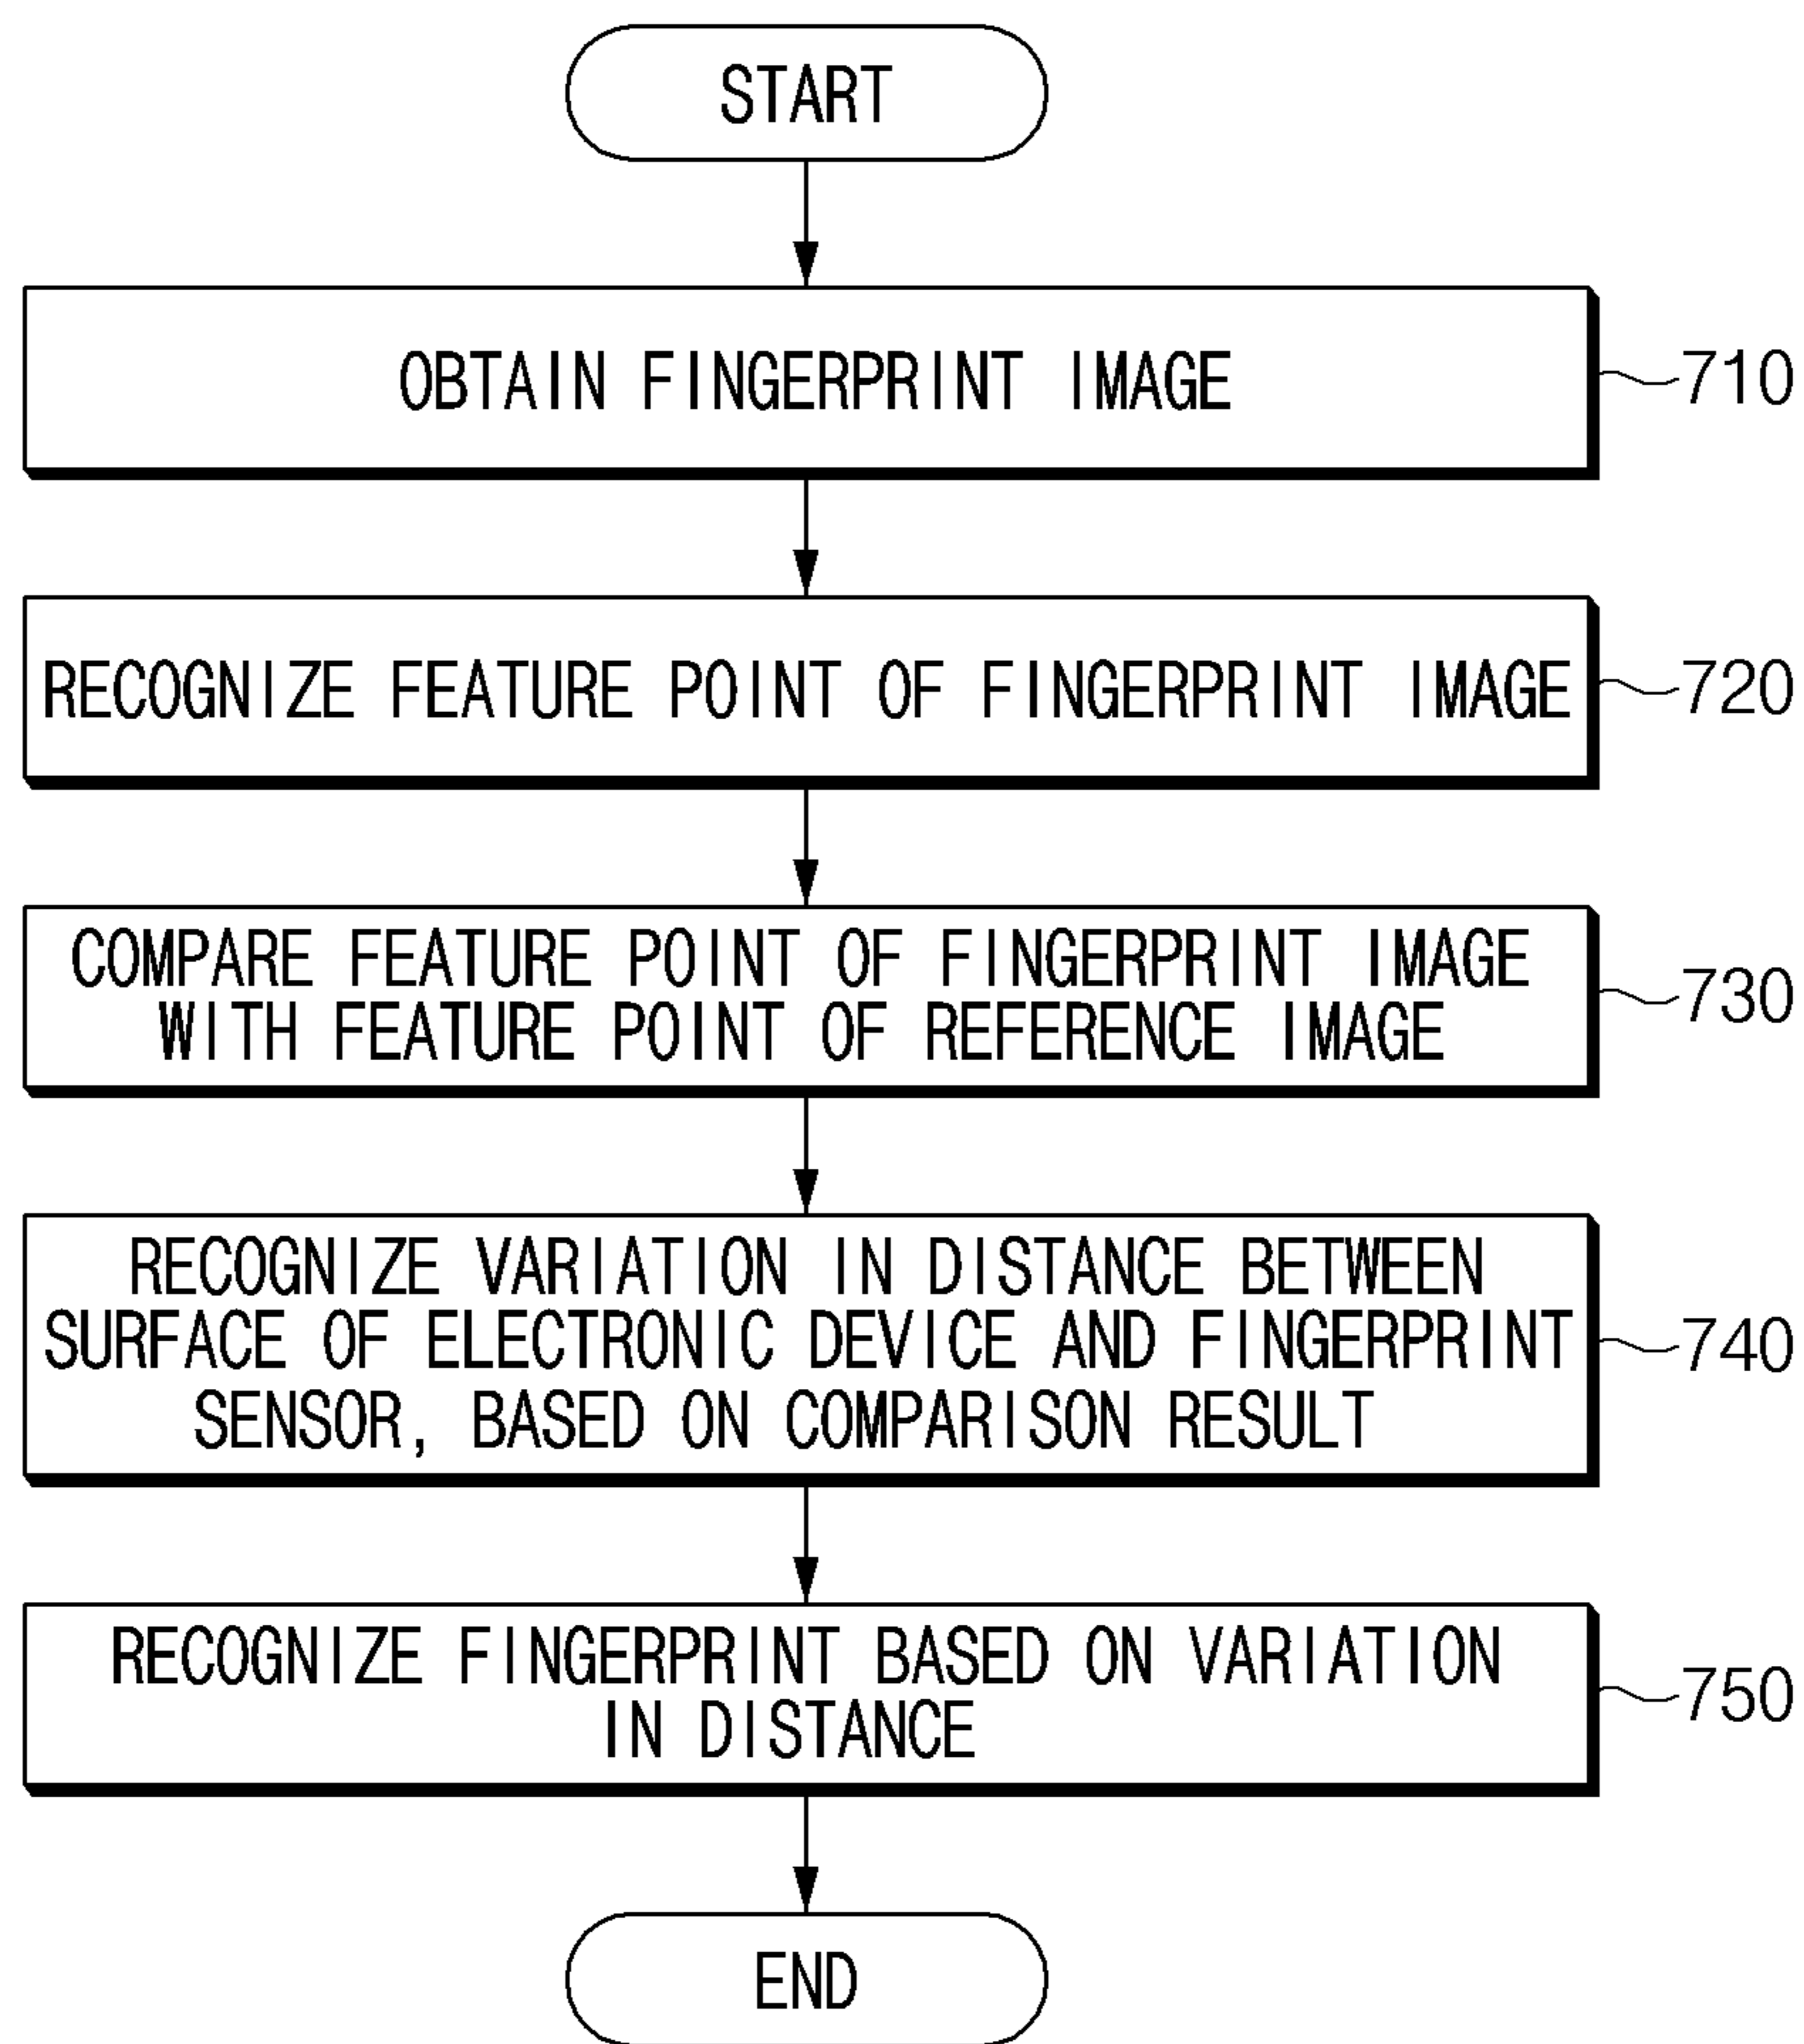 START
OBTAIN FINGERPRINT IMAGE
710
RECOGNIZE FEATURE POINT OF FINGERPRINT IMAGE
720
COMPARE FEATURE POINT OF FINGERPRINT IMAGE
WITH FEATURE POINT OF REFERENCE IMAGE
730
RECOGNIZE VARIATION IN DISTANCE BETWEEN
SURFACE OF ELECTRONIC DEVICE AND FINGERPRINT
SENSOR, BASED ON COMPARISON RESULT
740
RECOGNIZE FINGERPRINT BASED ON VARIATION
IN DISTANCE
750
END